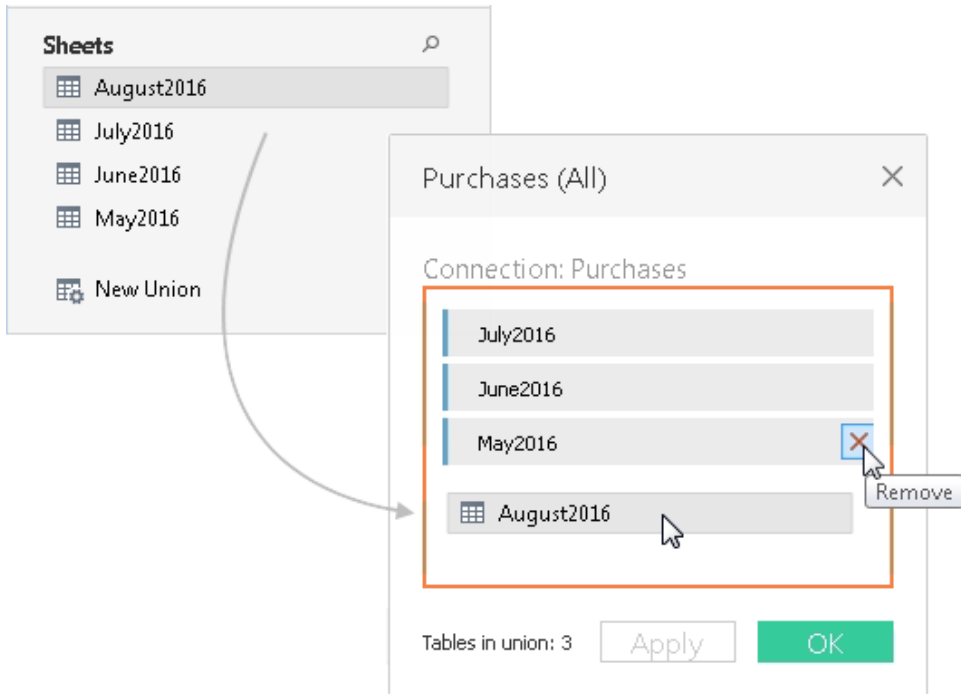 Sheets
August2016
July2016
June2016
May2016
New Union
Purchases (All)
Connection: Purchases
July2016
June2016
May2016
Remove
August2016
Tables in union: 3 Apply OK